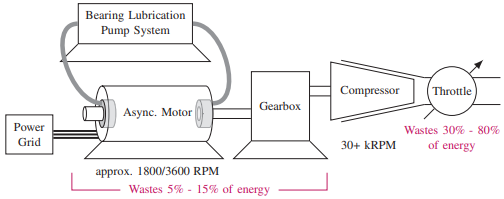 Bearing Lubrication
Pump System
Async. Motor
Gearbox
Compressor
Throttle
Power
Grid
Wastes 30% - 80%
of energy
30+ kRPM
approx. 1800/3600 RPM
Wastes 5% - 15% of energy